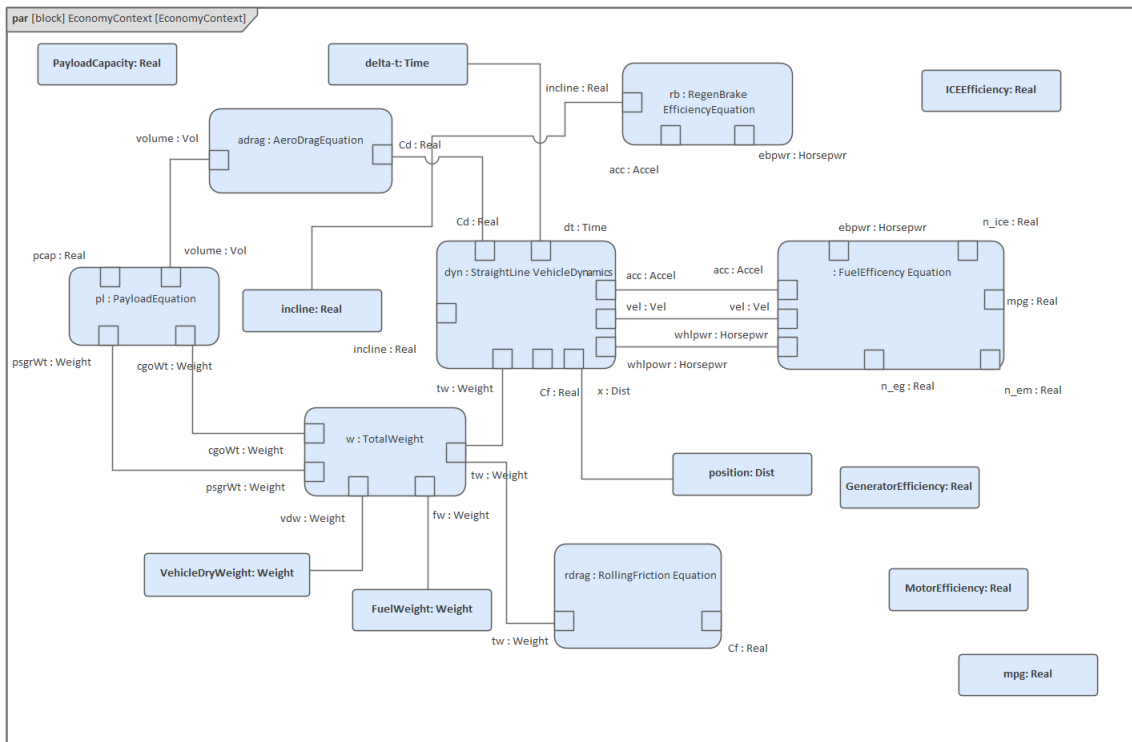 par [block] EconomyContext [EconomyContext]
PayloadCapacity: Real
delta-t: Time
incline : Real
rb : RegenBrake
EfficiencyEquation
ICEEfficiency: Real
volume : Vol
adrag : AeroDragEquation
Cd : Real
acc : Accel
ebpwr : Horsepwr
Cd : Real
dt : Time
ebpwr : Horsepwr
n_ice : Real
pcap : Real
volume : Vol
pl : PayloadEquation
dyn : StraightLine VehicleDynamics
acc : Accel
acc : Accel
: FuelEfficency Equation
incline: Real
vel : Vel
vel : Vel
mpg : Real
whlpwr : Horsepwr
incline : Real
psgrWt : Weight
cgoWt : Weight
whlpowr : Horsepwr
tw : Weight
Cf : Real
x : Dist
n_eg : Real
n_em : Real
w : TotalWeight
cgoWt : Weight
tw : Weight
position: Dist
psgrWt : Weight
GeneratorEfficiency: Real
vdw : Weight
fw : Weight
VehicleDryWeight: Weight
rdrag : RollingFriction Equation
MotorEfficiency: Real
FuelWeight: Weight
tw : Weight
Cf : Real
mpg: Real